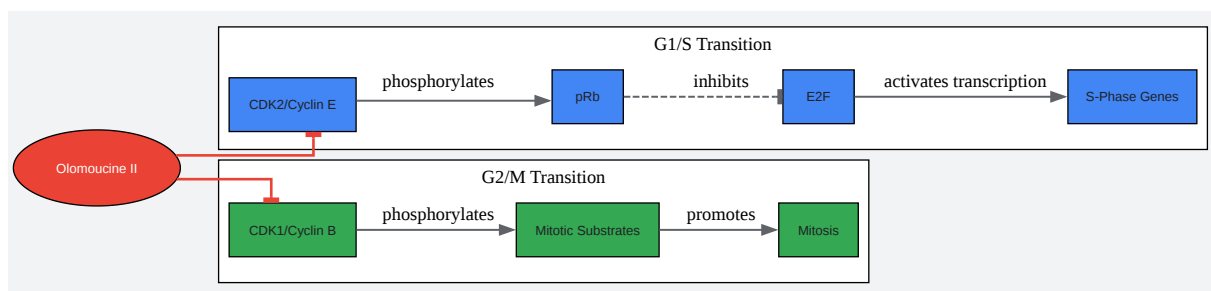 G1/S Transition
CDK2/Cyclin E
phosphorylates
pRb
inhibits
E2F
activates transcription
S-Phase Genes
Olomoucine II
G2/M Transition
CDK1/Cyclin B
phosphorylates
Mitotic Substrates
promotes
Mitosis